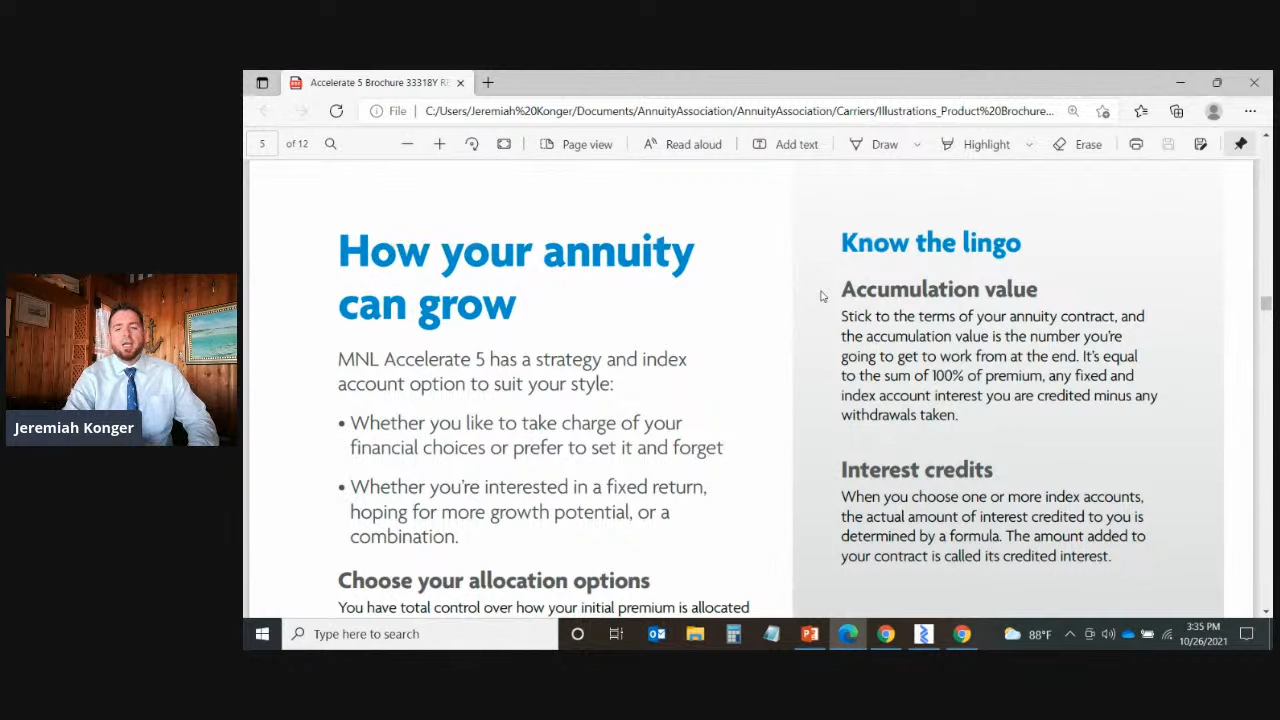 Accelerate 5 Brochure 33318Y RE
File
C:/Users/Jeremiah%20Konger/Documents/AnnuityAssociation/AnnuityAssociation/Carriers/Illustrations_Product%20Brochure...
5 of 12
Page view
Read aloud
Add text
Draw
Highlight
Erase
How your annuity
can grow
MNL Accelerate 5 has a strategy and index
account option to suit your style:
• Whether you like to take charge of your
financial choices or prefer to set it and forget
• Whether you're interested in a fixed return,
hoping for more growth potential, or a
combination.
Choose your allocation options
You have total control over how your initial premium is allocated
Know the lingo
Accumulation value
Stick to the terms of your annuity contract, and
the accumulation value is the number you're
going to get to work from at the end. It's equal
to the sum of 100% of premium, any fixed and
index account interest you are credited minus any
withdrawals taken.
Interest credits
When you choose one or more index accounts,
the actual amount of interest credited to you is
determined by a formula. The amount added to
your contract is called its credited interest.
Jeremiah Konger
Type here to search
88°F
3:35 PM
10/26/2021